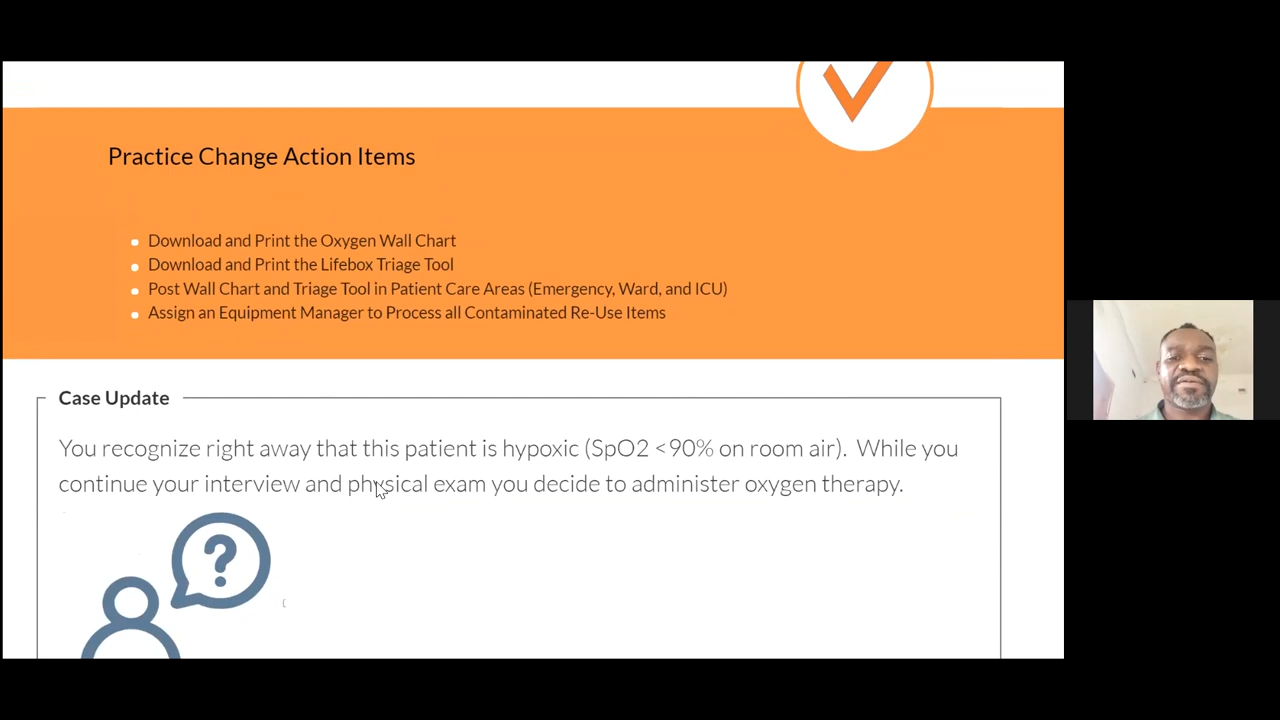 Practice Change Action Items
Download and Print the Oxygen Wall Chart
Download and Print the Lifebox Triage Tool
Post Wall Chart and Triage Tool in Patient Care Areas (Emergency, Ward, and ICU)
Assign an Equipment Manager to Process all Contaminated Re-Use Items
Case Update
You recognize right away that this patient is hypoxic (SpO2 <90% on room air).  While you
continue your interview and physical exam you decide to administer oxygen therapy.
?